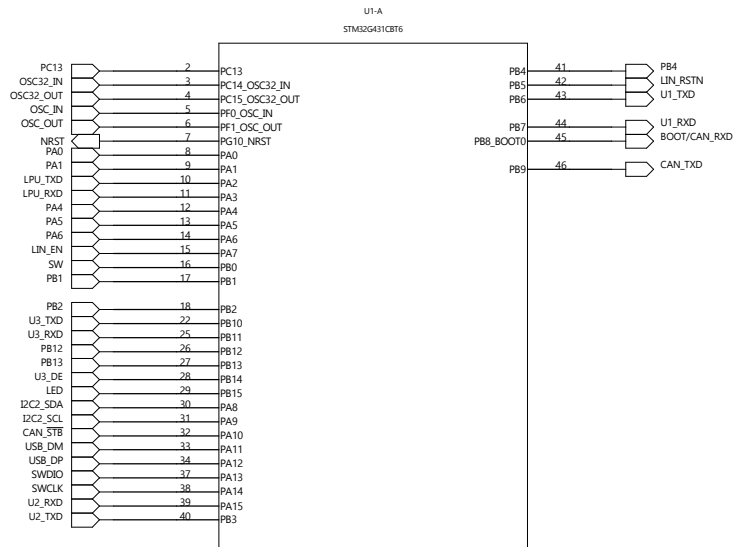 U1-A
STM32G431CBT6
PC13 2 PC13
OSC32_IN 3 PC14_OSC32_IN
OSC32_OUT 4 PC15_OSC32_OUT
OSC_IN 5 PF0_OSC_IN
OSC_OUT 6 PF1_OSC_OUT
NRST 7 PG10_NRST
PA0 8 PA0
PA1 9 PA1
LPU_TXD 10 PA2
LPU_RXD 11 PA3
PA4 12 PA4
PA5 13 PA5
PA6 14 PA6
LIN_EN 15 PA7
SW 16 PB0
PB1 17 PB1
PB2 18 PB2
U3_TXD 22 PB10
U3_RXD 25 PB11
PB12 26 PB12
PB13 27 PB13
U3_DE 28 PB14
LED 29 PB15
I2C2_SDA 30 PA8
I2C2_SCL 31 PA9
CAN_STB 32 PA10
USB_DM 33 PA11
USB_DP 34 PA12
SWDIO 37 PA13
SWCLK 38 PA14
U2_RXD 39 PA15
U2_TXD 40 PB3
PB4 41 PB4
PB5 42 LIN_RSTN
PB6 43 U1_TXD
PB7 44 U1_RXD
PB8_BOOT0 45 BOOT/CAN_RXD
PB9 46 CAN_TXD